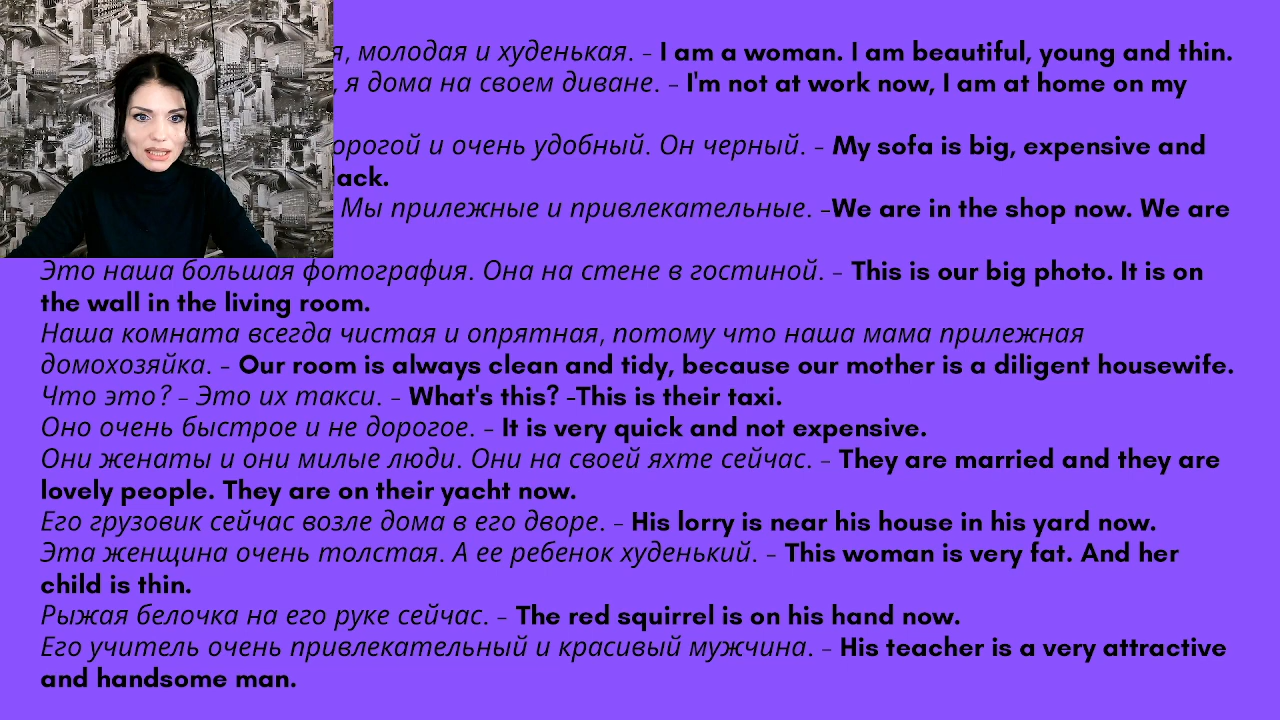 , молодая и худенькая. – I am a woman. I am beautiful, young and thin.
, я дома на своем диване. – I'm not at work now, I am at home on my
и очень удобный. Он черный. – My sofa is big, expensive and
Мы прилежные и привлекательные. –We are in the shop now. We are
Это наша большая фотография. Она на стене в гостиной. – This is our big photo. It is on
the wall in the living room.
Наша комната всегда чистая и опрятная, потому что наша мама прилежная
домохозяйка. – Our room is always clean and tidy, because our mother is a diligent housewife.
Что это? – Это их такси. – What's this? -This is their taxi.
Оно очень быстрое и не дорогое. – It is very quick and not expensive.
Они женаты и они милые люди. Они на своей яхте сейчас. – They are married and they are
lovely people. They are on their yacht now.
Его грузовик сейчас возле дома в его дворе. – His lorry is near his house in his yard now.
Эта женщина очень толстая. А ее ребенок худенький. – This woman is very fat. And her
child is thin.
Рыжая белочка на его руке сейчас. – The red squirrel is on his hand now.
Его учитель очень привлекательный и красивый мужчина. – His teacher is a very attractive
and handsome man.